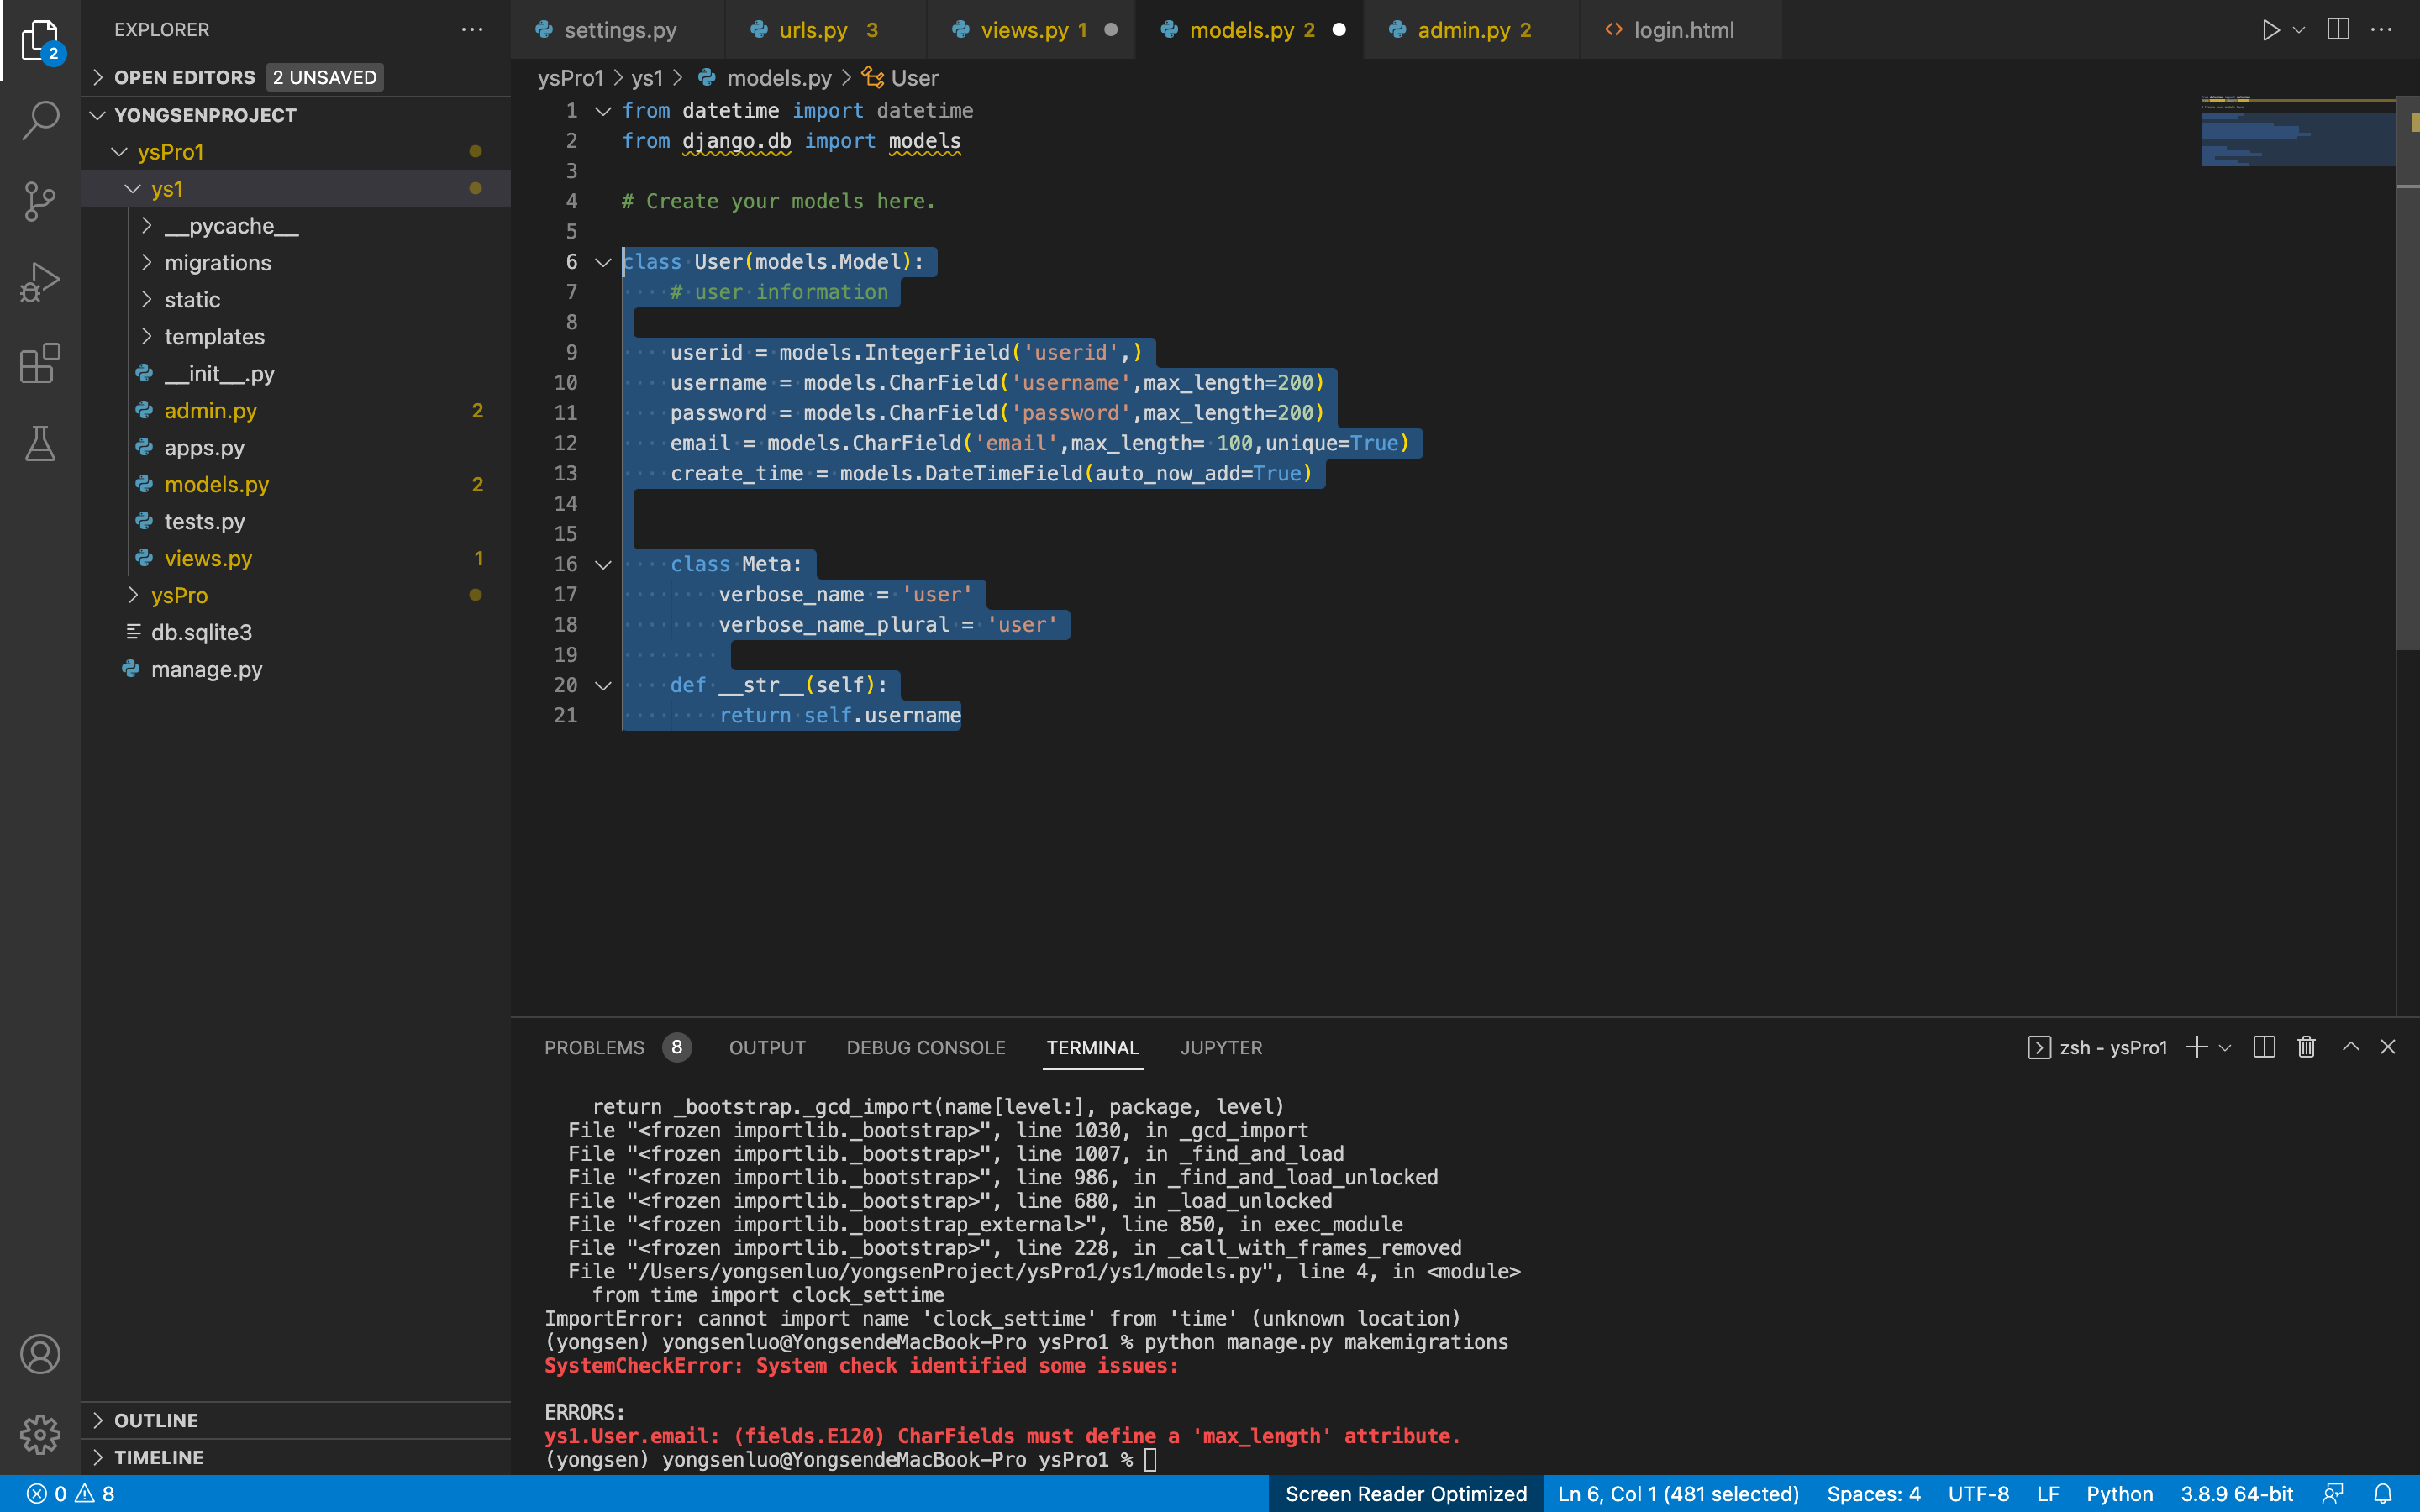 EXPLORER
OPEN EDITORS 2 UNSAVED
YONGSENPROJECT
ysPro1
ys1
__pycache__
migrations
static
templates
__init__.py
admin.py 2
apps.py
models.py 2
tests.py
views.py 1
ysPro
db.sqlite3
manage.py
OUTLINE
TIMELINE
2
settings.py urls.py 3 views.py 1 models.py 2 admin.py 2 login.html
ysPro1 > ys1 > models.py > User
1 from datetime import datetime
2 from django.db import models
3
4 # Create your models here.
5
6 class User(models.Model):
7 # user information
8
9 userid = models.IntegerField('userid',)
10 username = models.CharField('username',max_length=200)
11 password = models.CharField('password',max_length=200)
12 email = models.CharField('email',max_length= 100,unique=True)
13 create_time = models.DateTimeField(auto_now_add=True)
14
15
16 class Meta:
17 verbose_name = 'user'
18 verbose_name_plural = 'user'
19
20 def __str__(self):
21 return self.username
PROBLEMS 8 OUTPUT DEBUG CONSOLE TERMINAL JUPYTER
zsh - ysPro1
return _bootstrap._gcd_import(name[level:], package, level)
File "<frozen importlib._bootstrap>", line 1030, in _gcd_import
File "<frozen importlib._bootstrap>", line 1007, in _find_and_load
File "<frozen importlib._bootstrap>", line 986, in _find_and_load_unlocked
File "<frozen importlib._bootstrap>", line 680, in _load_unlocked
File "<frozen importlib._bootstrap_external>", line 850, in exec_module
File "<frozen importlib._bootstrap>", line 228, in _call_with_frames_removed
File "/Users/yongsenluo/yongsenProject/ysPro1/ys1/models.py", line 4, in <module>
from time import clock_settime
ImportError: cannot import name 'clock_settime' from 'time' (unknown location)
(yongsen) yongsenluo@YongsendeMacBook-Pro ysPro1 % python manage.py makemigrations
SystemCheckError: System check identified some issues:
ERRORS:
ys1.User.email: (fields.E120) CharFields must define a 'max_length' attribute.
(yongsen) yongsenluo@YongsendeMacBook-Pro ysPro1 %
0 8
Screen Reader Optimized Ln 6, Col 1 (481 selected) Spaces: 4 UTF-8 LF Python 3.8.9 64-bit